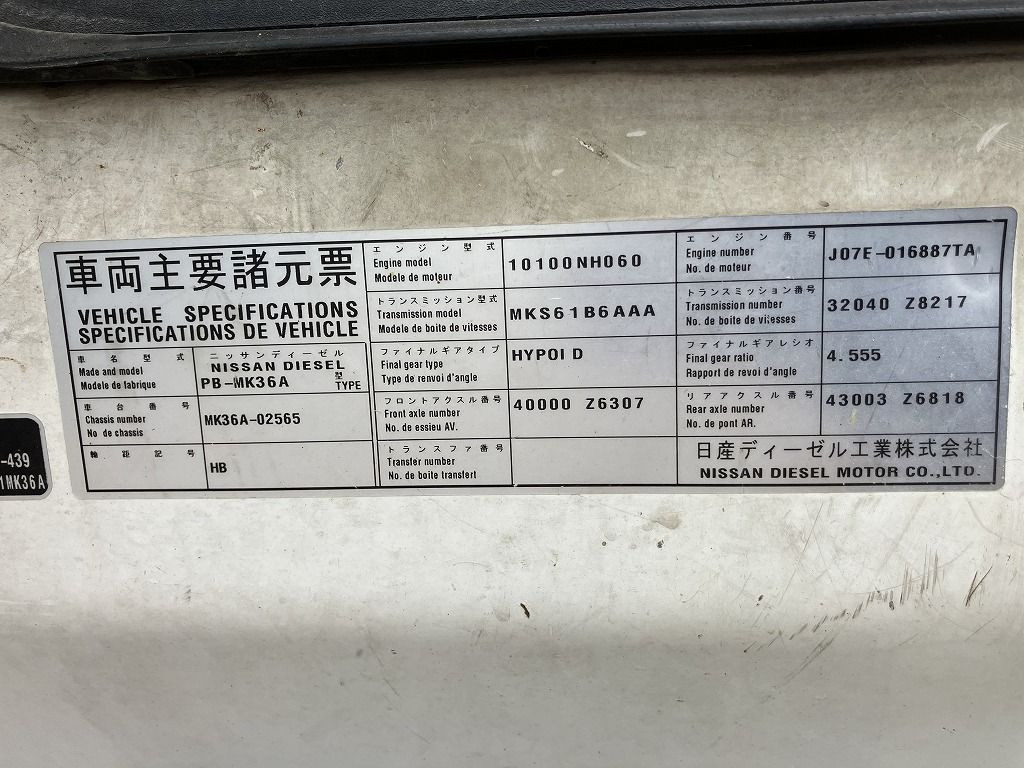 車両主要諸元票
VEHICLE SPECIFICATIONS
SPECIFICATIONS DE VEHICLE
車名型式
Made and model
Modele de fabrique
ニッサンディーゼル
NISSAN DIESEL
PB-MK36A 型 TYPE
車台番号
Chassis number
No. de chassis
MK36A-02565
輪距記号
HB
エンジン型式
Engine model
Modele de moteur
10100NH060
トランスミッション型式
Transmission model
Modele de boite de vitesses
MKS61B6AAA
ファイナルギアタイプ
Final gear type
Type de renvoi d'angle
HYPOI D
フロントアクスル番号
Front axle number
No. de essieu AV.
40000 Z6307
トランスファ番号
Transfer number
No. de boite transfert
エンジン番号
Engine number
No. de moteur
J07E-016887TA
トランスミッション番号
Transmission number
No. de boite de vitesses
32040 Z8217
ファイナルギアレシオ
Final gear ratio
Rapport de revoi d'angle
4.555
リアアクスル番号
Rear axle number
No. de pont AR.
43003 Z6818
日産ディーゼル工業株式会社
NISSAN DIESEL MOTOR CO.,LTD.
-439
1MK36A